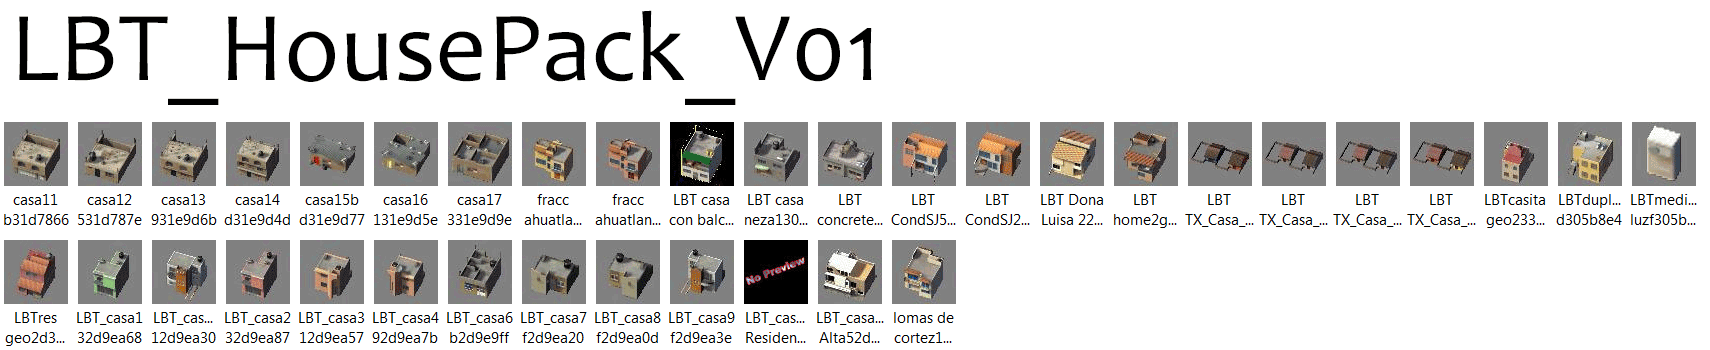 LBT_HousePack_V01
casa11 casa12 casa13 casa14 casa15b casa16 casa17 fracc fracc LBT casa LBT casa LBT LBT LBT LBT Dona LBT LBT LBT LBT LBT LBTcasita LBTdupl... LBTmedi...
b31d7866 531d787e 931e9d6b d31e9d4d d31e9d77 131e9d5e 331e9d9e ahuatla... ahuatlan... con balc... neza130... concrete... CondSJ5... CondSJ2... Luisa 22... home2g... TX_Casa_... TX_Casa_... TX_Casa_... TX_Casa_... geo233... d305b8e4 luzf305b...
No Preview
LBTres LBT_casa1 LBT_cas... LBT_casa2 LBT_casa3 LBT_casa4 LBT_casa6 LBT_casa7 LBT_casa8 LBT_casa9 LBT_cas... LBT_casa... lomas de
geo2d3... 32d9ea68 12d9ea30 32d9ea87 12d9ea57 92d9ea7b b2d9e9ff f2d9ea20 f2d9ea0d f2d9ea3e Residen... Alta52d... cortez1...